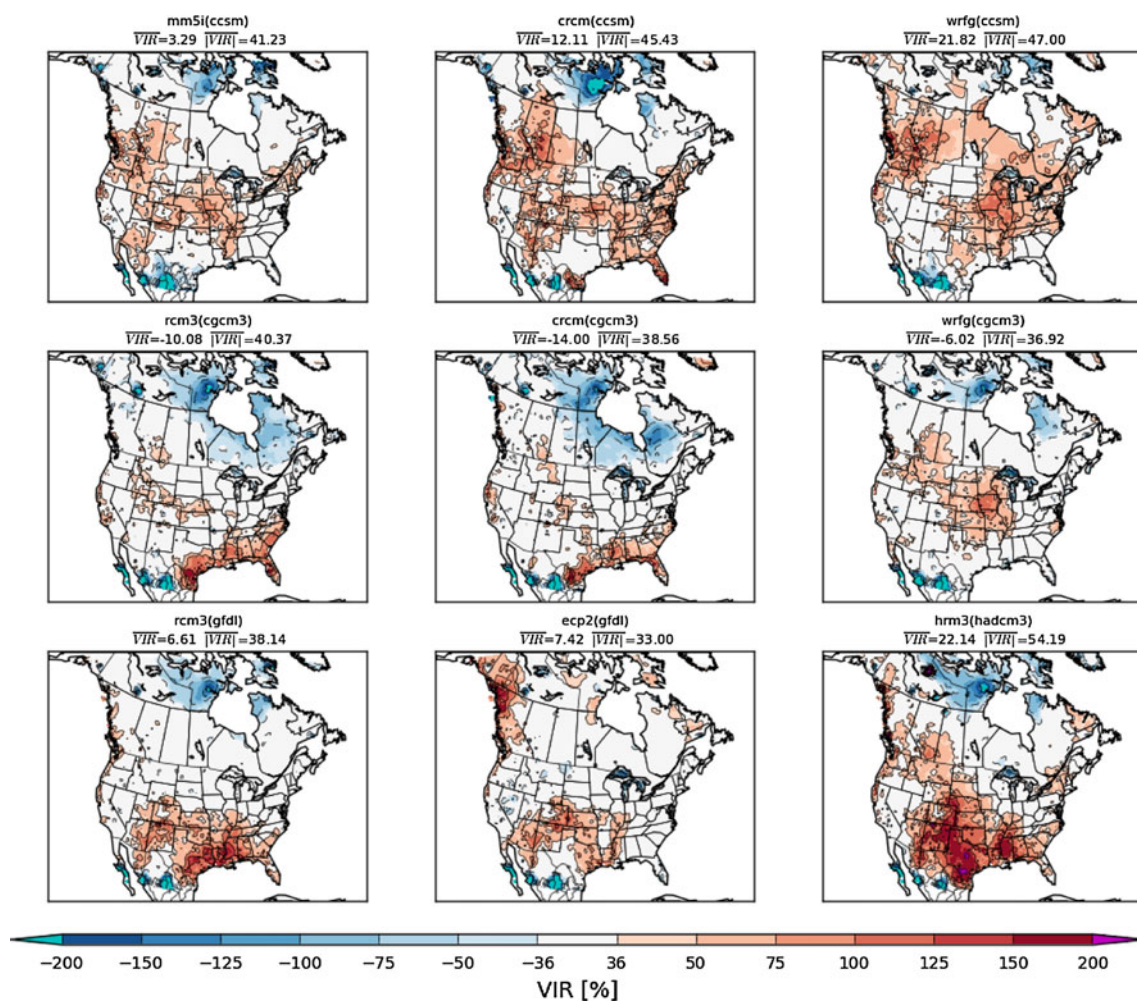 mm5i(ccsm) crcm(ccsm) wrfg(ccsm)
VIR=3.29 |VIR|=41.23 VIR=12.11 |VIR|=45.43 VIR=21.82 |VIR|=47.00
rcm3(cgcm3) crcm(cgcm3) wrfg(cgcm3)
VIR=-10.08 |VIR|=40.37 VIR=-14.00 |VIR|=38.56 VIR=-6.02 |VIR|=36.92
rcm3(gfdl) ecp2(gfdl) hrm3(hadcm3)
VIR=6.61 |VIR|=38.14 VIR=7.42 |VIR|=33.00 VIR=22.14 |VIR|=54.19
−200 −150 −125 −100 −75 −50 −36 36 50 75 100 125 150 200
VIR [%]